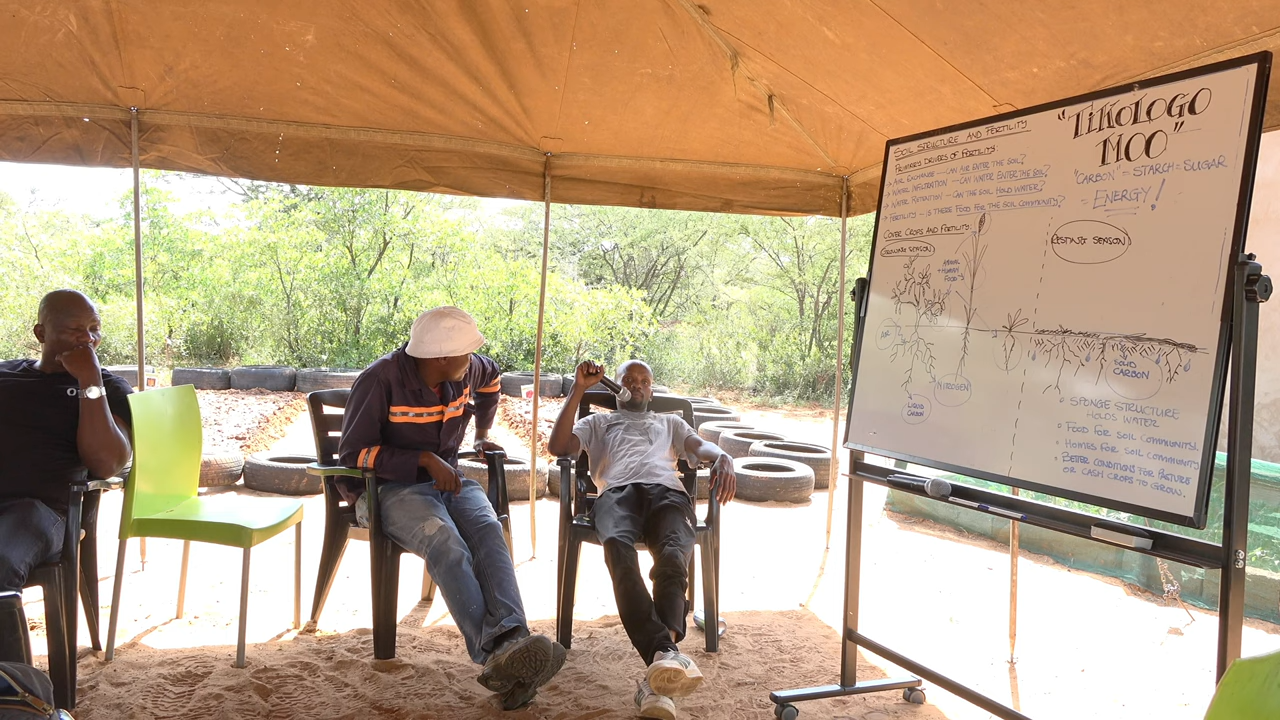 SOIL STRUCTURE AND FERTILITY
PRIMARY DRIVERS OF FERTILITY:
→ AIR EXCHANGE — CAN AIR ENTER THE SOIL?
→ WATER INFILTRATION — CAN WATER ENTER THE SOIL?
→ WATER RETENTION — CAN THE SOIL HOLD WATER?
→ FERTILITY — IS THERE FOOD FOR THE SOIL COMMUNITY?
COVER CROPS AND FERTILITY:
GROWING SEASON
ANIMAL
+ HUMAN
FOOD
AIR
NITROGEN
LIQUID
CARBON
"TIKOLOGO
MOO"
"CARBON" = STARCH = SUGAR
= ENERGY!
RESTING SEASON
SOLID
CARBON
• SPONGE STRUCTURE
HOLDS WATER
• FOOD FOR SOIL COMMUNITY
• HOMES FOR SOIL COMMUNITY
• BETTER CONDITIONS FOR PASTURE
OR CASH CROPS TO GROW.